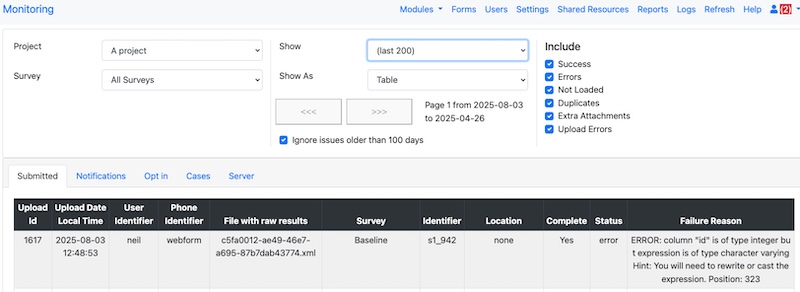 Monitoring
Modules Forms Users Settings Shared Resources Reports Logs Refresh Help (2)
Project
A project
Survey
All Surveys
Show
(last 200)
Show As
Table
<<<
>>>
Page 1 from 2025-08-03
to 2025-04-26
Ignore issues older than 100 days
Include
Success
Errors
Not Loaded
Duplicates
Extra Attachments
Upload Errors
Submitted Notifications Opt in Cases Server
Upload Id Upload Date Local Time User Identifier Phone Identifier File with raw results Survey Identifier Location Complete Status Failure Reason
1617 2025-08-03 12:48:53 neil webform c5fa0012-ae49-46e7-a695-87b7dab43774.xml Baseline s1_942 none Yes error ERROR: column "id" is of type integer bu
t expression is of type character varying
Hint: You will need to rewrite or cast the
expression. Position: 323